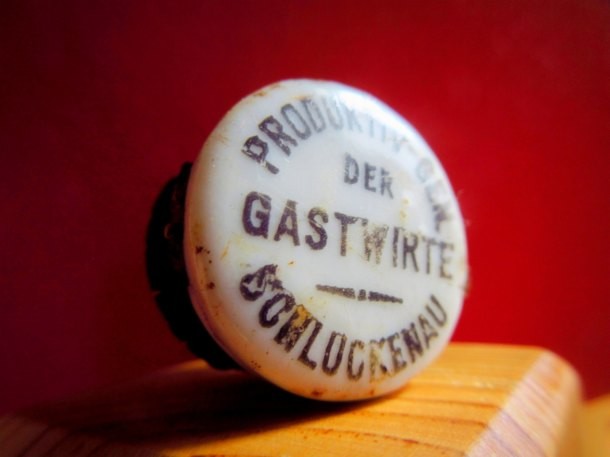 PRODUKTIV-GEN.
DER
GASTWIRTE
SCHLUCKENAU